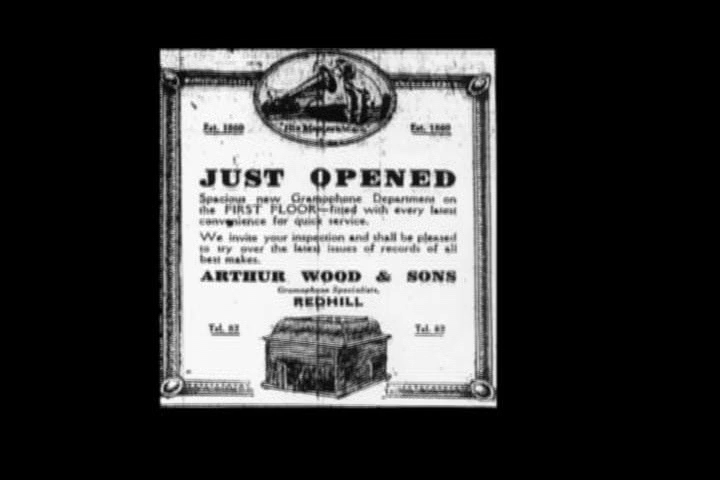 Est. 1860
Est. 1860
JUST OPENED
Spacious new Gramophone Department on
the FIRST FLOOR—fitted with every latest
convenience for quick service.
We invite your inspection and shall be pleased
to try over the latest issues of records of all
best makes.
ARTHUR WOOD & SONS
Gramophone Specialists,
REDHILL
Tel. 82
Tel. 82